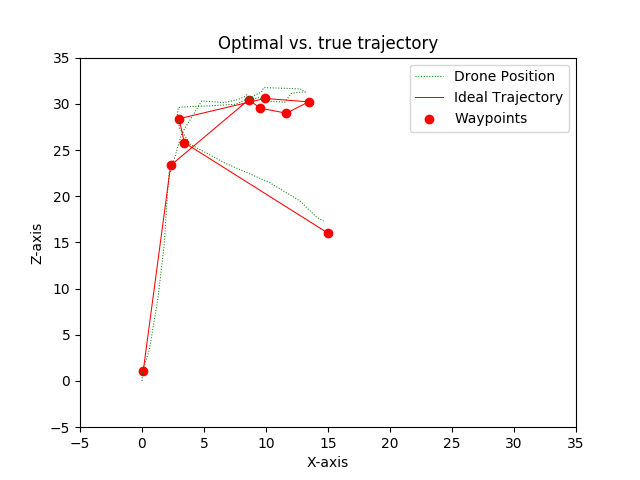 Optimal vs. true trajectory
Drone Position
Ideal Trajectory
Waypoints
Z-axis
35
30
25
20
15
10
5
0
−5
−5 0 5 10 15 20 25 30 35
X-axis